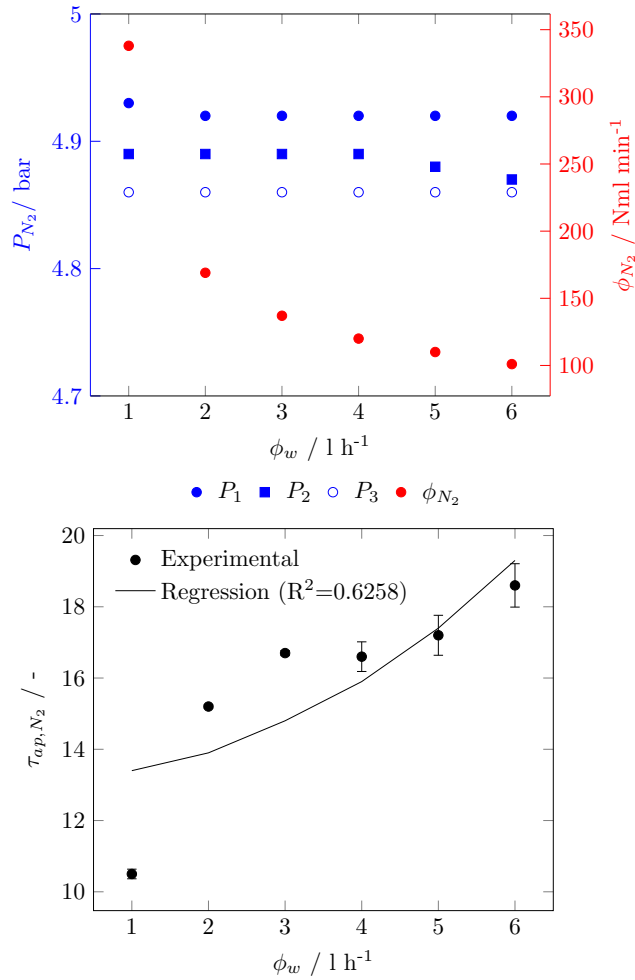 5
4.9
4.8
4.7
P_{N_2}/ bar
350
300
250
200
150
100
ϕ_{N_2} / Nml min⁻¹
1 2 3 4 5 6
ϕ_w / l h⁻¹
P_1 P_2 P_3 ϕ_{N_2}
20
18
16
14
12
10
τ_{ap,N_2} / -
Experimental
Regression (R²=0.6258)
1 2 3 4 5 6
ϕ_w / l h⁻¹